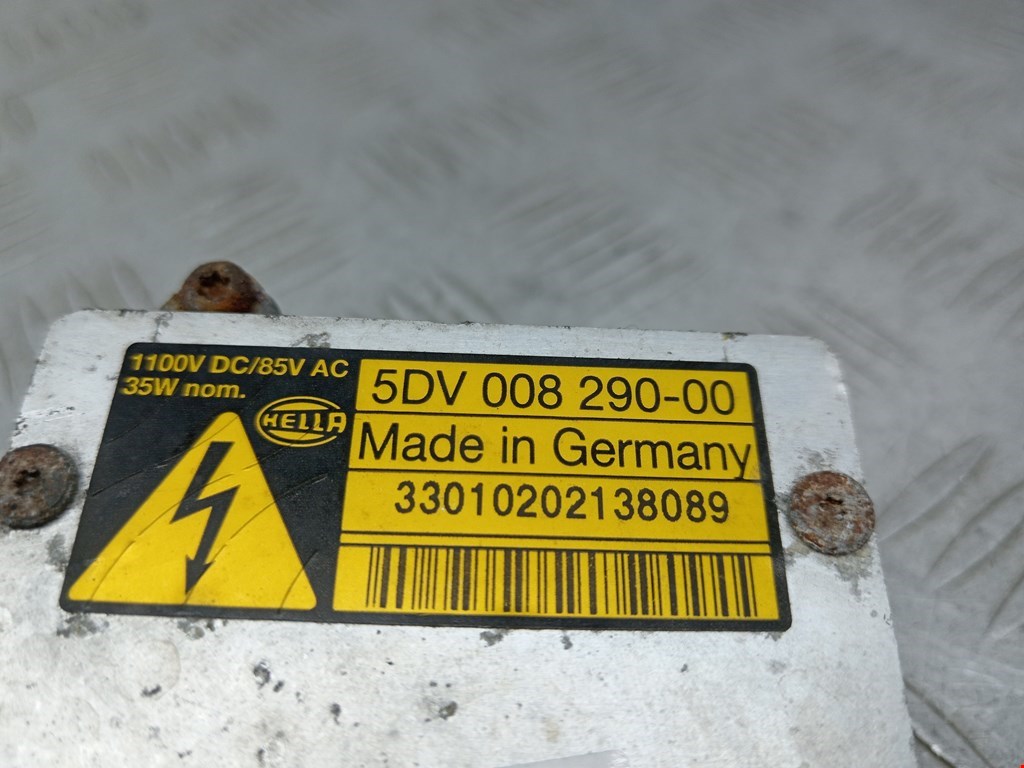 1100V DC/85V AC
35W nom.
HELLA
5DV 008 290-00
Made in Germany
33010202138089